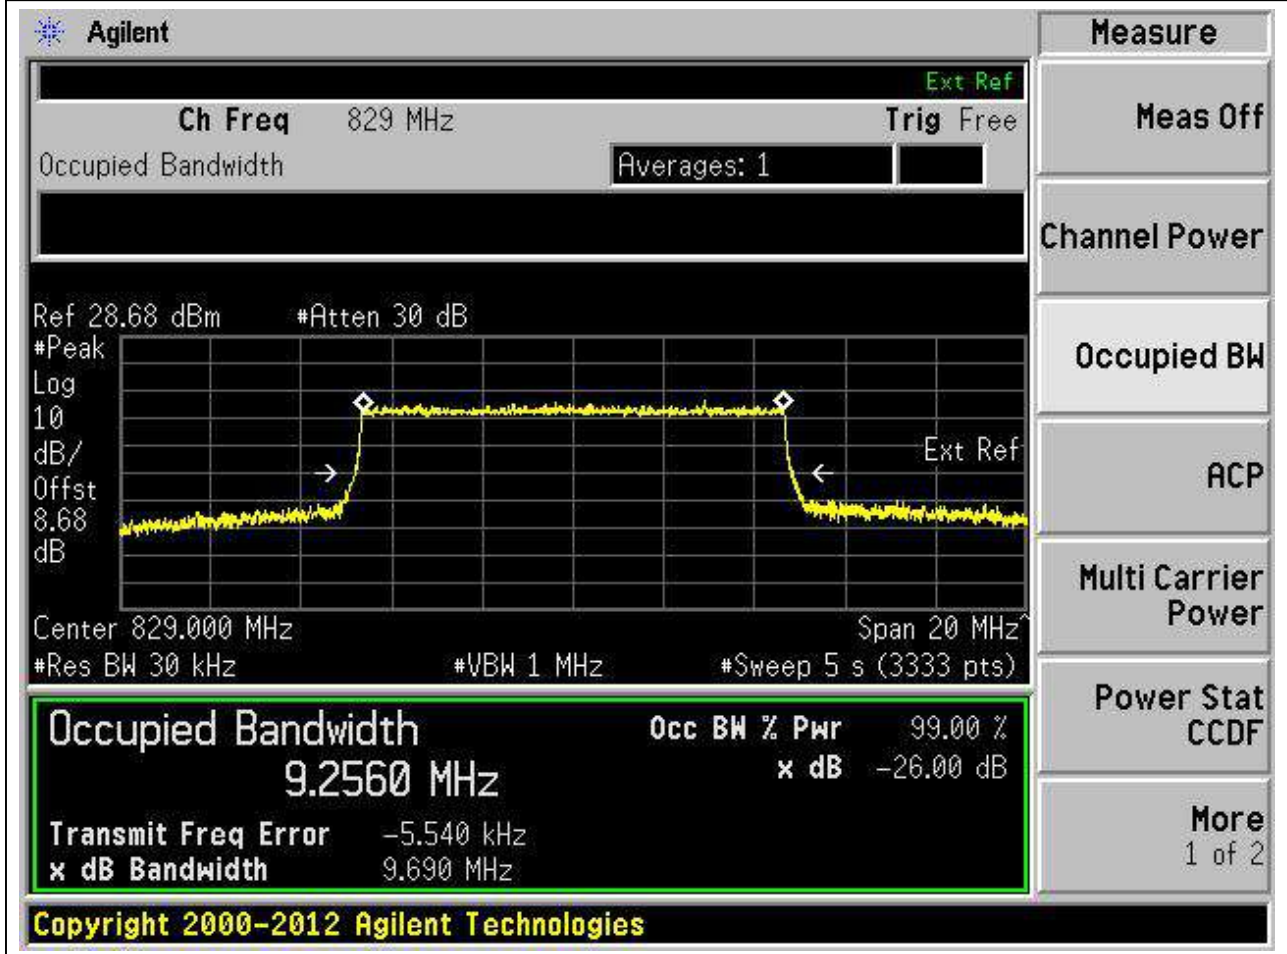 Agilent
Measure
Ext Ref
Ch Freq 829 MHz Trig Free
Occupied Bandwidth Averages: 1
Ref 28.68 dBm #Atten 30 dB
#Peak
Log
10
dB/
Offst
8.68
dB
Ext Ref
Center 829.000 MHz Span 20 MHz^
#Res BW 30 kHz #VBW 1 MHz #Sweep 5 s (3333 pts)
Occupied Bandwidth Occ BW % Pwr 99.00 %
9.2560 MHz x dB -26.00 dB
Transmit Freq Error -5.540 kHz
x dB Bandwidth 9.690 MHz
Copyright 2000-2012 Agilent Technologies
Meas Off
Channel Power
Occupied BW
ACP
Multi Carrier
Power
Power Stat
CCDF
More
1 of 2